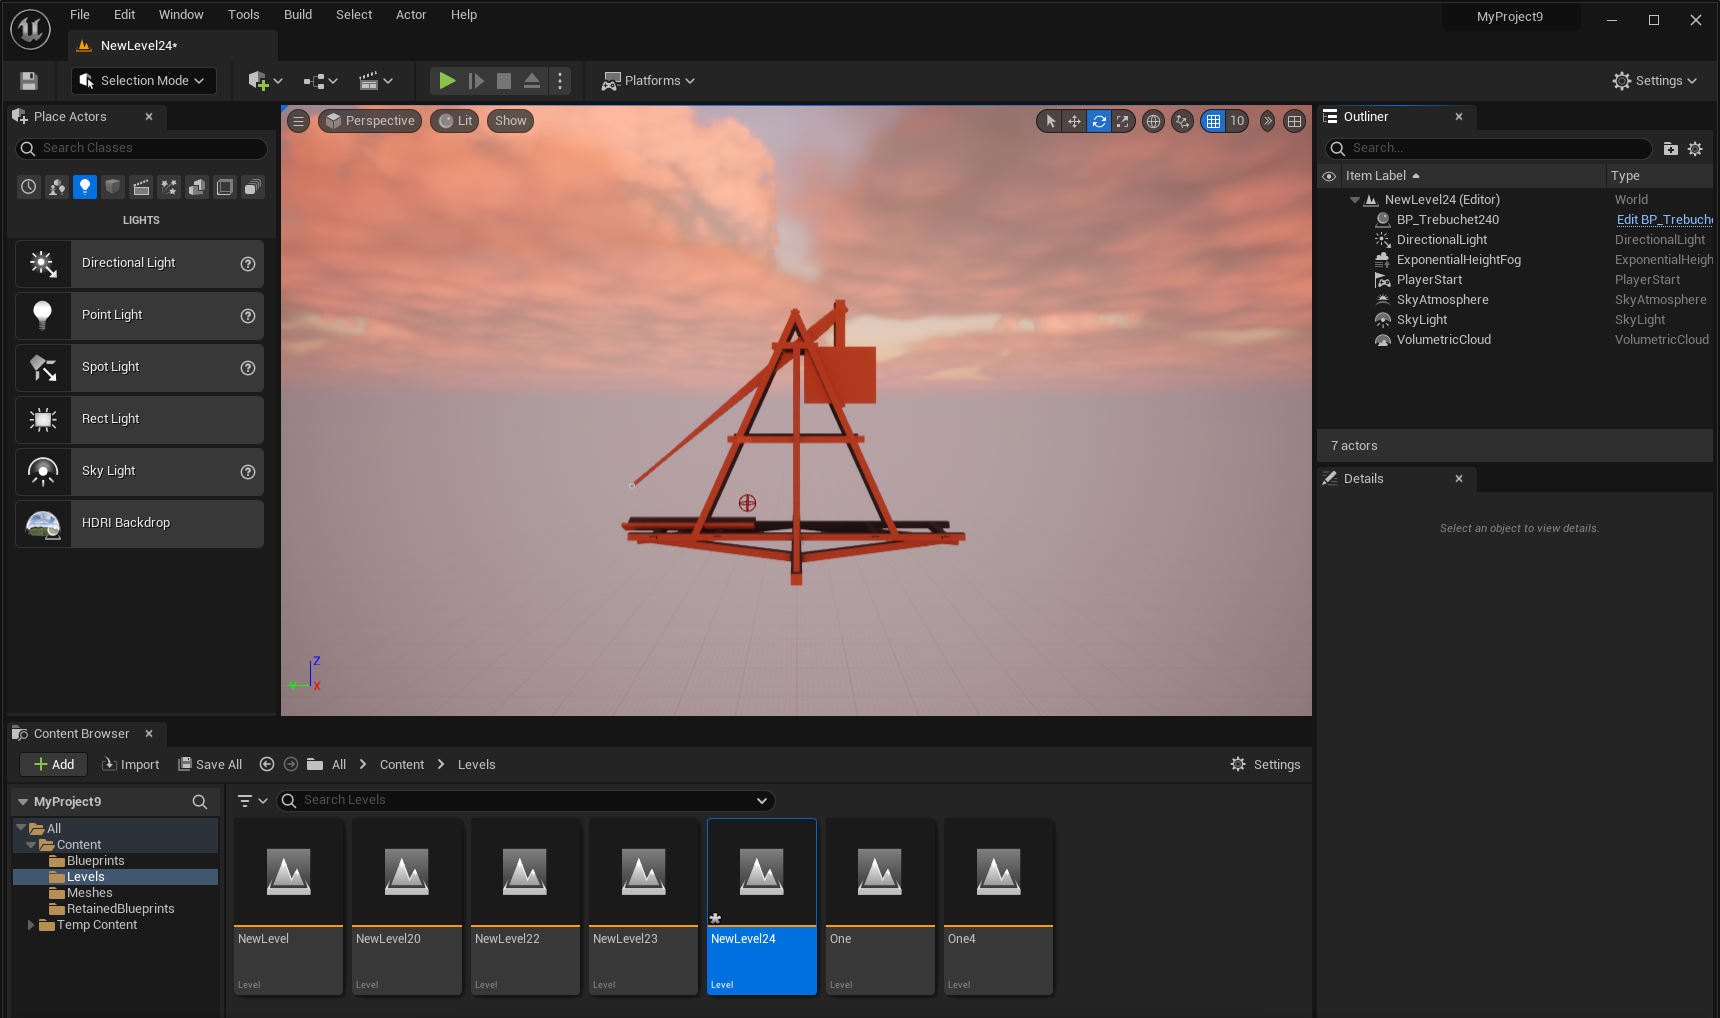 File Edit Window Tools Build Select Actor Help
MyProject9
NewLevel24*
Selection Mode
Platforms
Settings
Place Actors
Search Classes
LIGHTS
Directional Light
Point Light
Spot Light
Rect Light
Sky Light
HDRI Backdrop
Perspective
Lit
Show
10
Z
Y
X
Outliner
Search...
Item Label Type
NewLevel24 (Editor) World
BP_Trebuchet240 Edit BP_Trebuche
DirectionalLight DirectionalLight
ExponentialHeightFog ExponentialHeigh
PlayerStart PlayerStart
SkyAtmosphere SkyAtmosphere
SkyLight SkyLight
VolumetricCloud VolumetricCloud
7 actors
Details
Select an object to view details.
Content Browser
Add Import Save All All Content Levels Settings
MyProject9
All
Content
Blueprints
Levels
Meshes
RetainedBlueprints
Temp Content
Search Levels
NewLevel NewLevel20 NewLevel22 NewLevel23 NewLevel24 One One4
Level Level Level Level Level Level Level